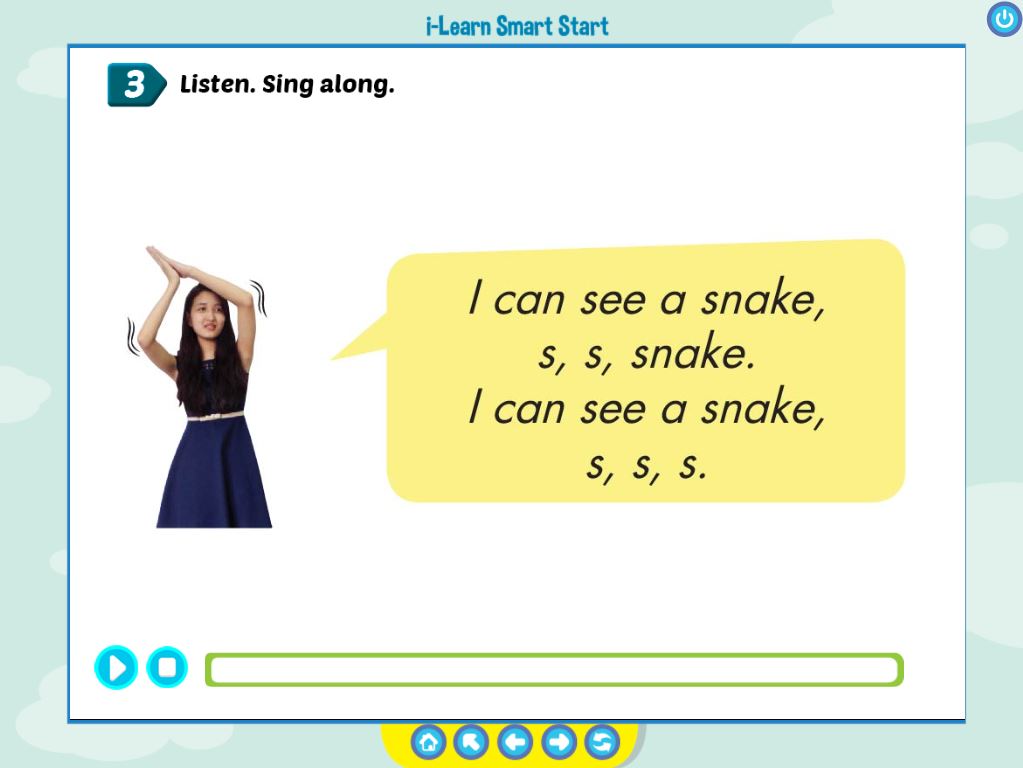 i-Learn Smart Start
3 Listen. Sing along.
I can see a snake,
s, s, snake.
I can see a snake,
s, s, s.